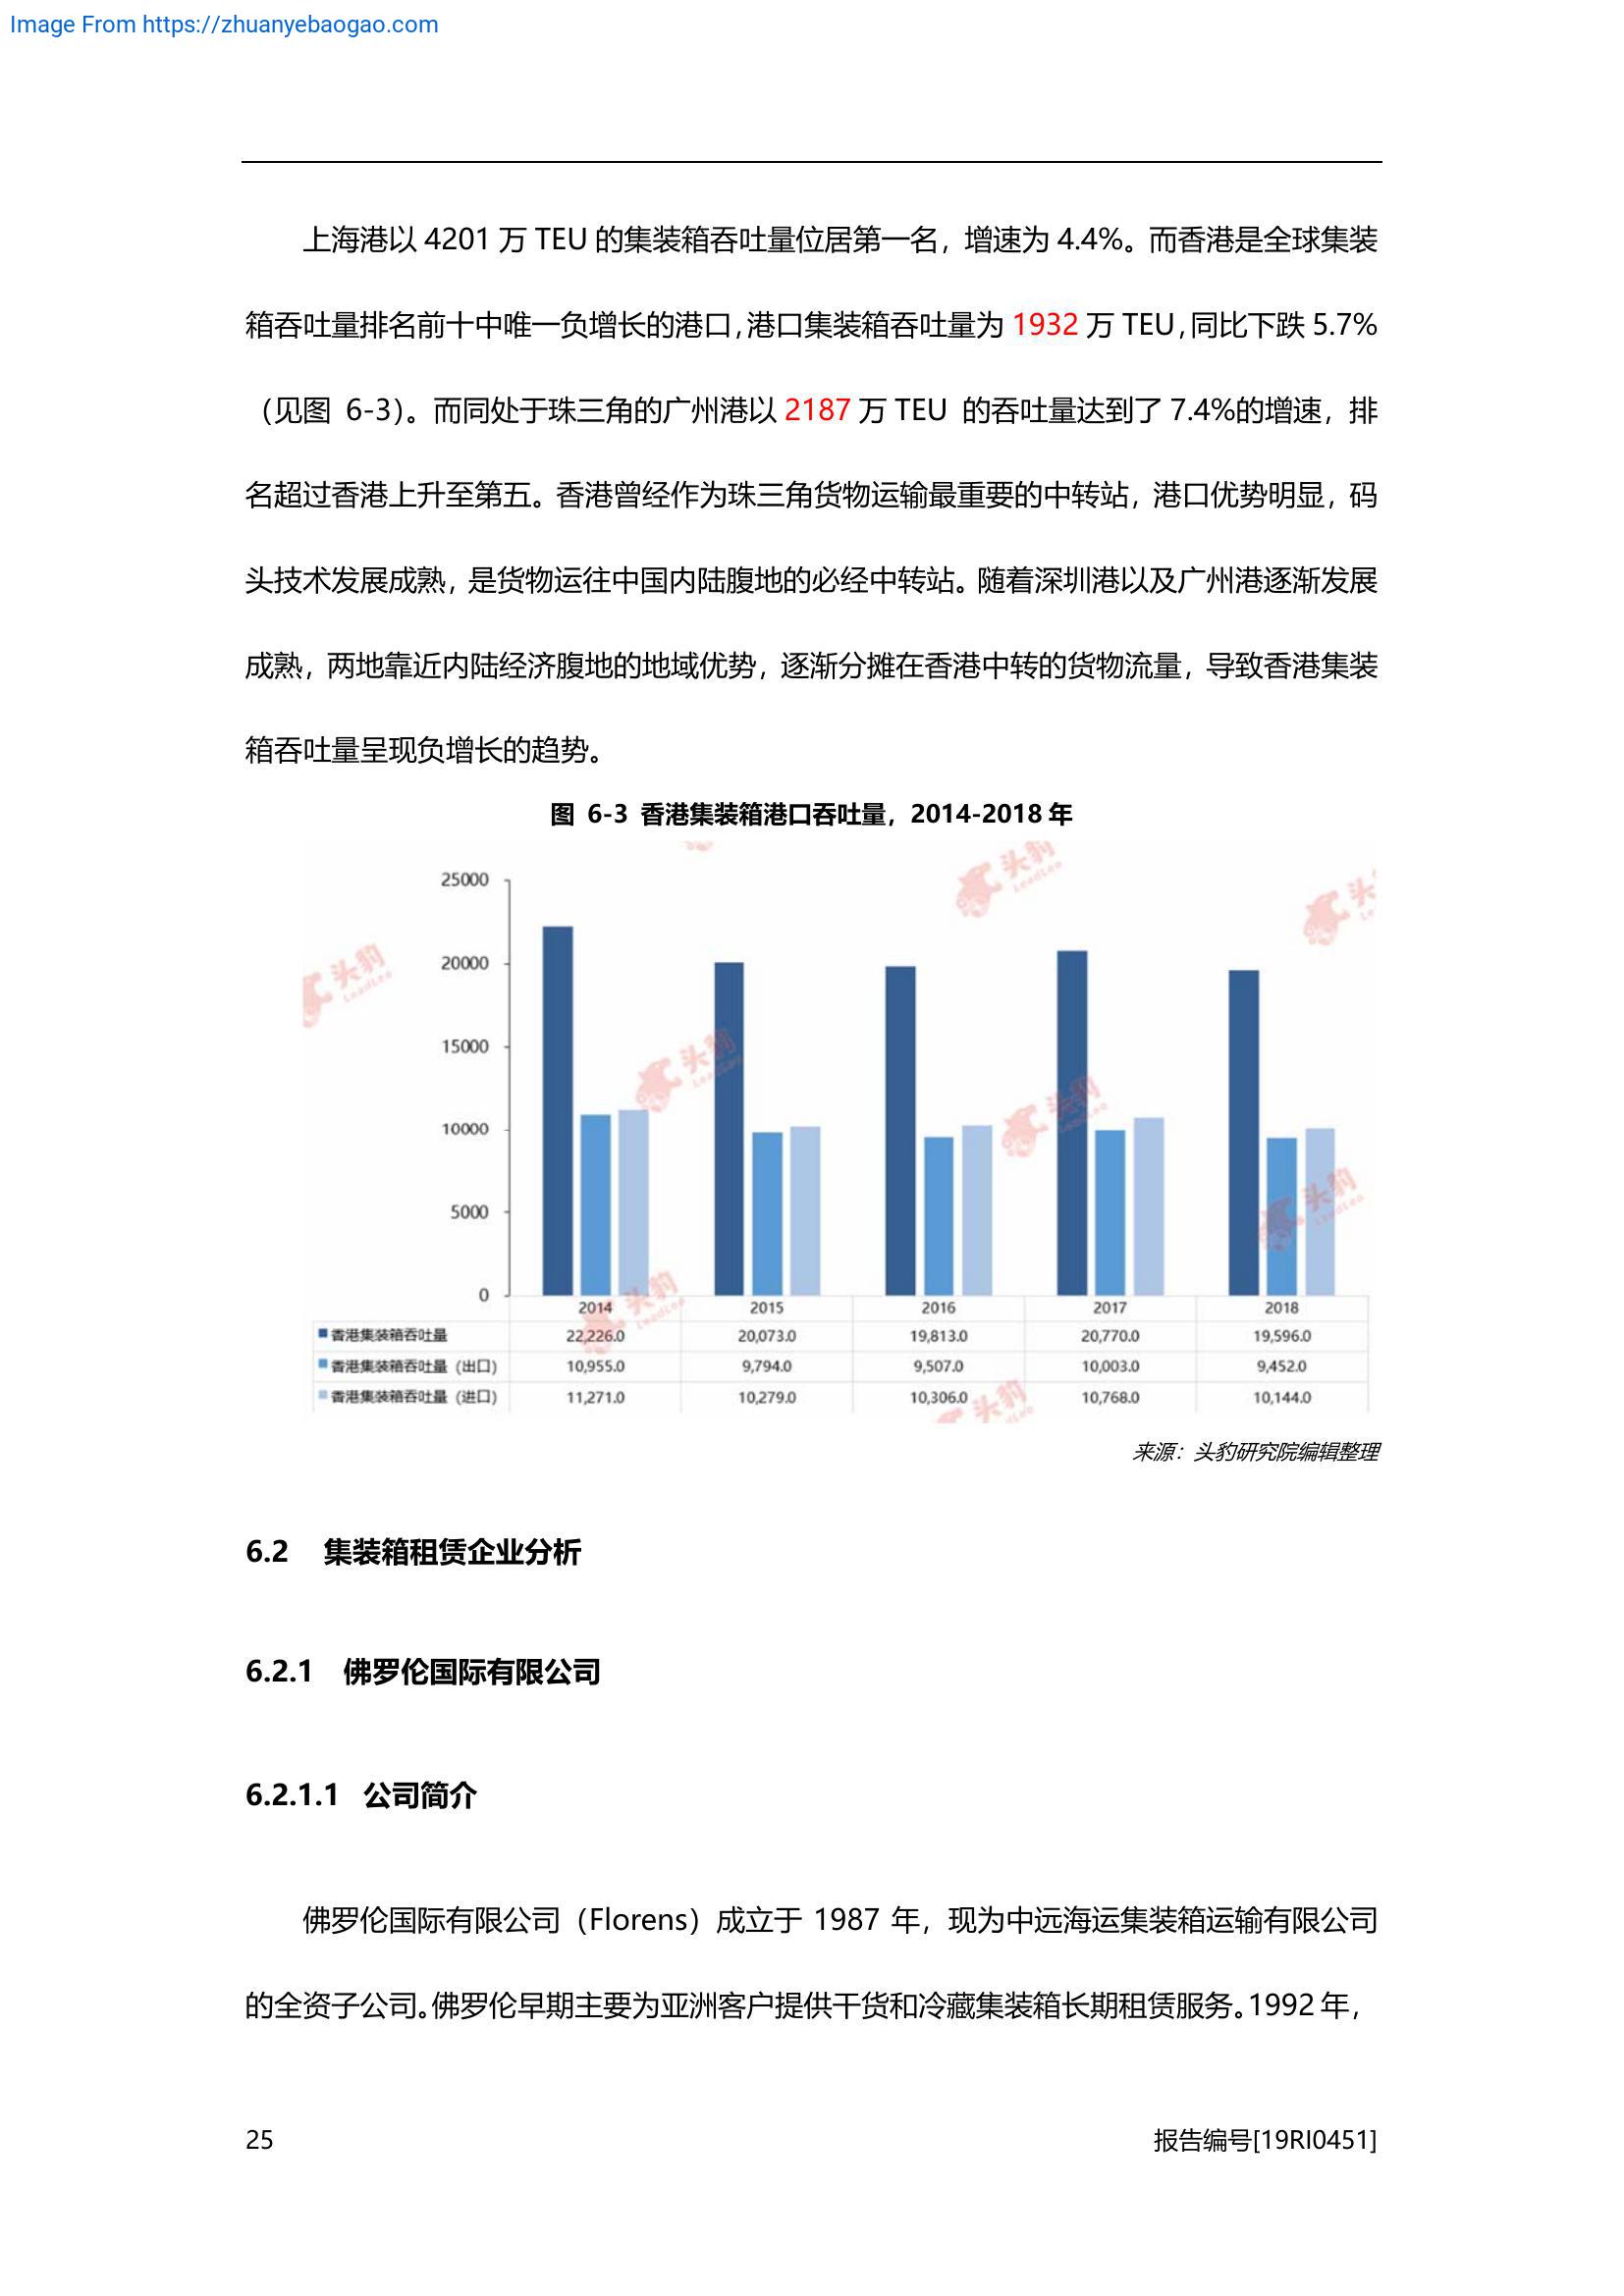 Image From https://zhuanyebaogao.com
上海港以 4201 万 TEU 的集装箱吞吐量位居第一名，增速为 4.4%。而香港是全球集装
箱吞吐量排名前十中唯一负增长的港口，港口集装箱吞吐量为 1932 万 TEU，同比下跌 5.7%
（见图 6-3）。而同处于珠三角的广州港以 2187 万 TEU 的吞吐量达到了 7.4%的增速，排
名超过香港上升至第五。香港曾经作为珠三角货物运输最重要的中转站，港口优势明显，码
头技术发展成熟，是货物运往中国内陆腹地的必经中转站。随着深圳港以及广州港逐渐发展
成熟，两地靠近内陆经济腹地的地域优势，逐渐分摊在香港中转的货物流量，导致香港集装
箱吞吐量呈现负增长的趋势。
图 6-3 香港集装箱港口吞吐量，2014-2018 年
25000
20000
15000
10000
5000
0
2014 2015 2016 2017 2018
香港集装箱吞吐量 22,226.0 20,073.0 19,813.0 20,770.0 19,596.0
香港集装箱吞吐量（出口） 10,955.0 9,794.0 9,507.0 10,003.0 9,452.0
香港集装箱吞吐量（进口） 11,271.0 10,279.0 10,306.0 10,768.0 10,144.0
头豹
LeadLeo
来源：头豹研究院编辑整理
6.2 集装箱租赁企业分析
6.2.1 佛罗伦国际有限公司
6.2.1.1 公司简介
佛罗伦国际有限公司（Florens）成立于 1987 年，现为中远海运集装箱运输有限公司
的全资子公司。佛罗伦早期主要为亚洲客户提供干货和冷藏集装箱长期租赁服务。1992 年，
25 报告编号[19RI0451]